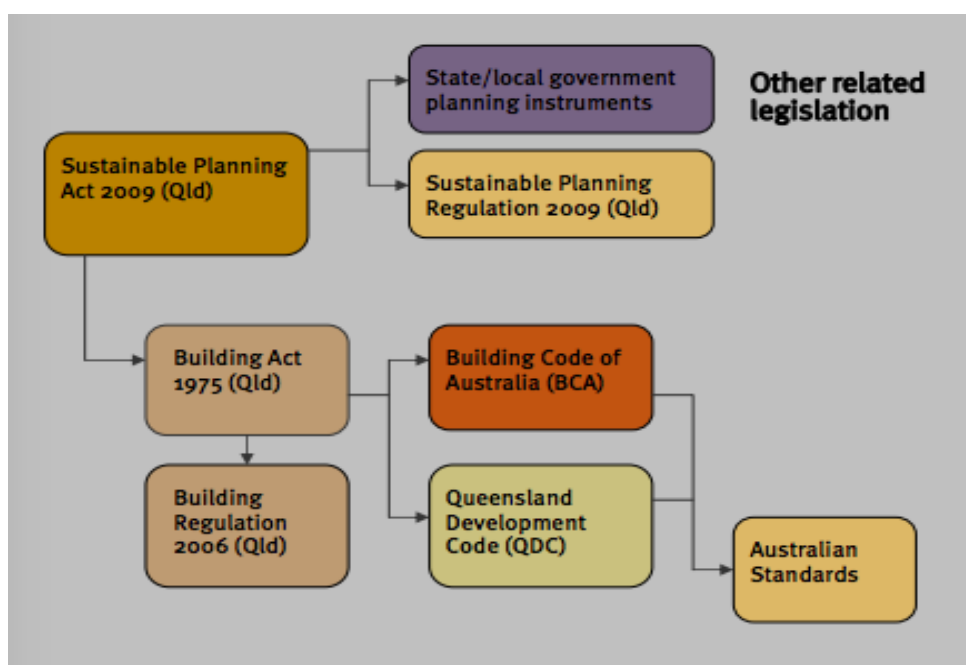 State/local government
planning instruments
Other related
legislation
Sustainable Planning
Act 2009 (Qld)
Sustainable Planning
Regulation 2009 (Qld)
Building Act
1975 (Qld)
Building Code of
Australia (BCA)
Building
Regulation
2006 (Qld)
Queensland
Development
Code (QDC)
Australian
Standards